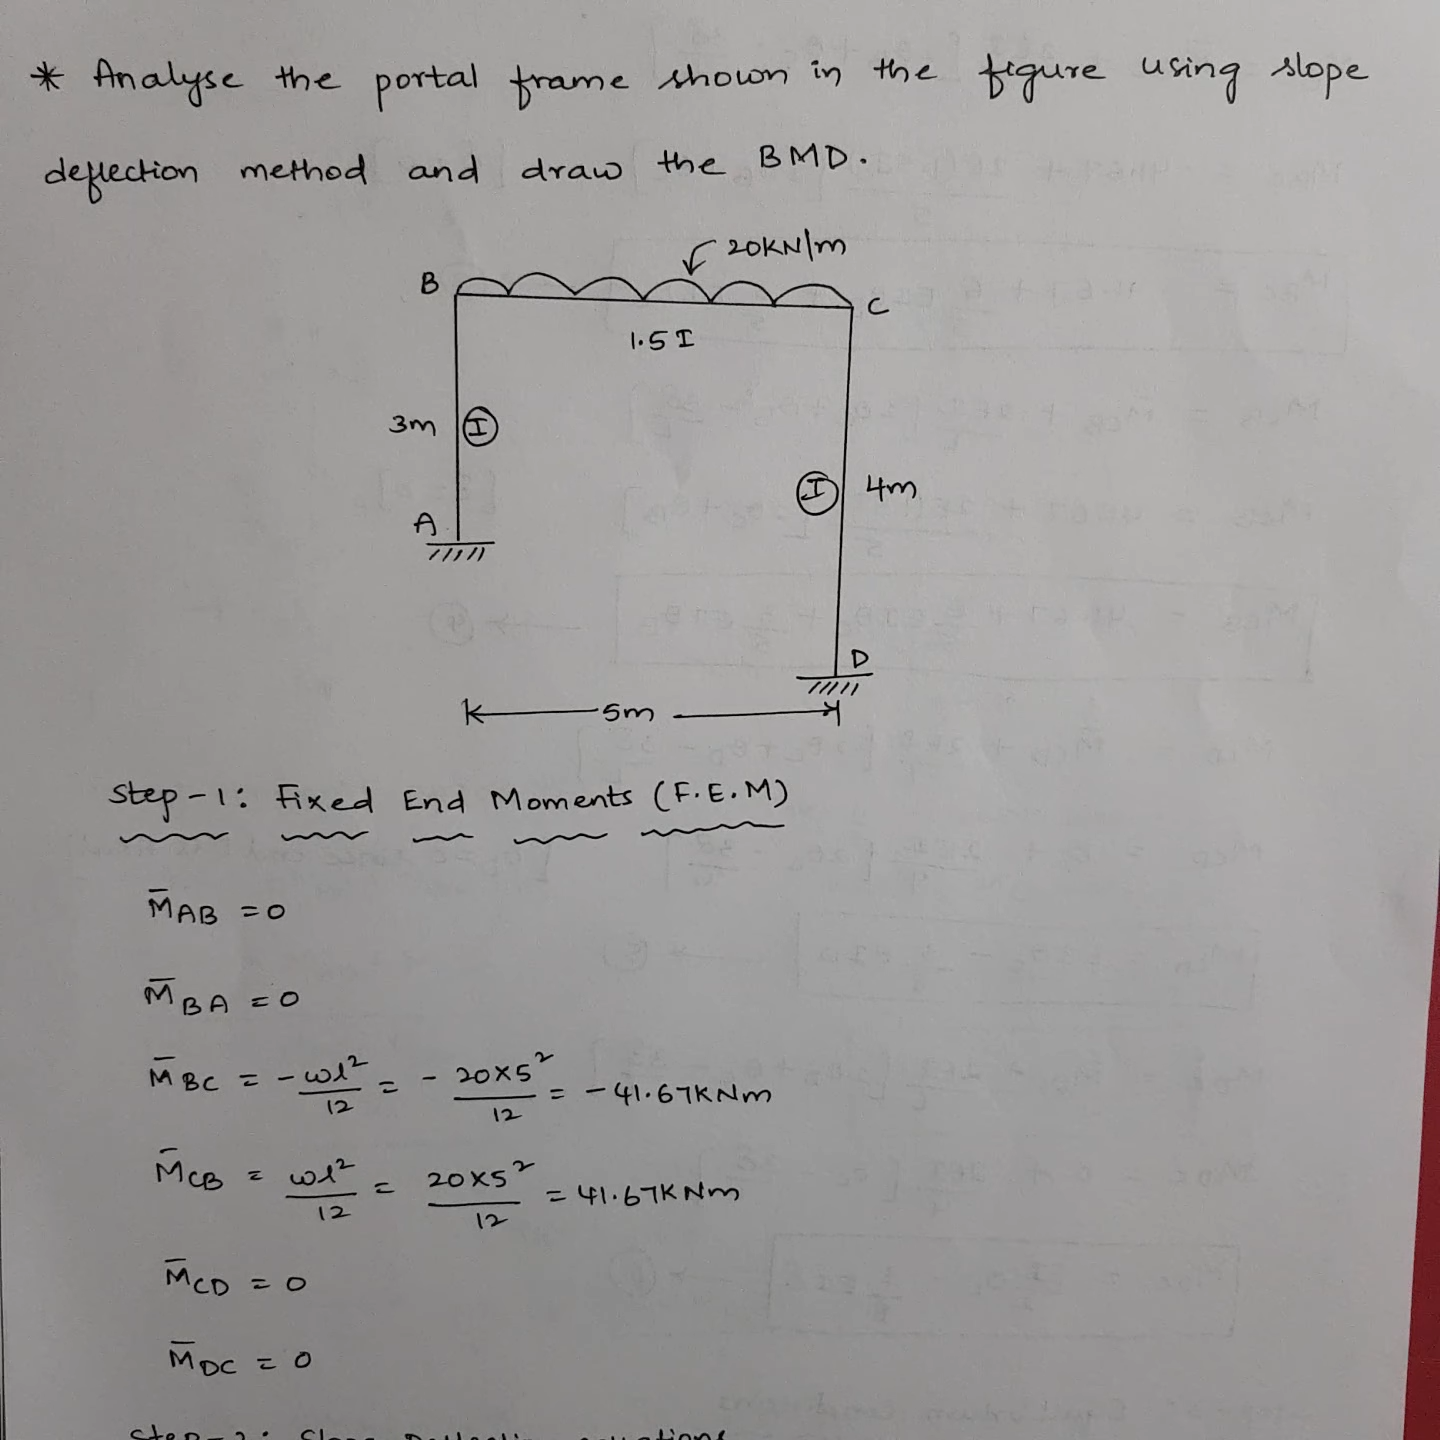 * Analyse the portal frame shown in the figure using slope
deflection method and draw the BMD.
20KN/m
B
C
1.5 I
3m
I
I
4m
A
D
5m
Step-1: Fixed End Moments (F.E.M)
M̅AB = 0
M̅BA = 0
M̅BC = -wl²/12 = - 20×5²/12 = -41.67KNm
M̅CB = wl²/12 = 20×5²/12 = 41.67KNm
M̅CD = 0
M̅DC = 0